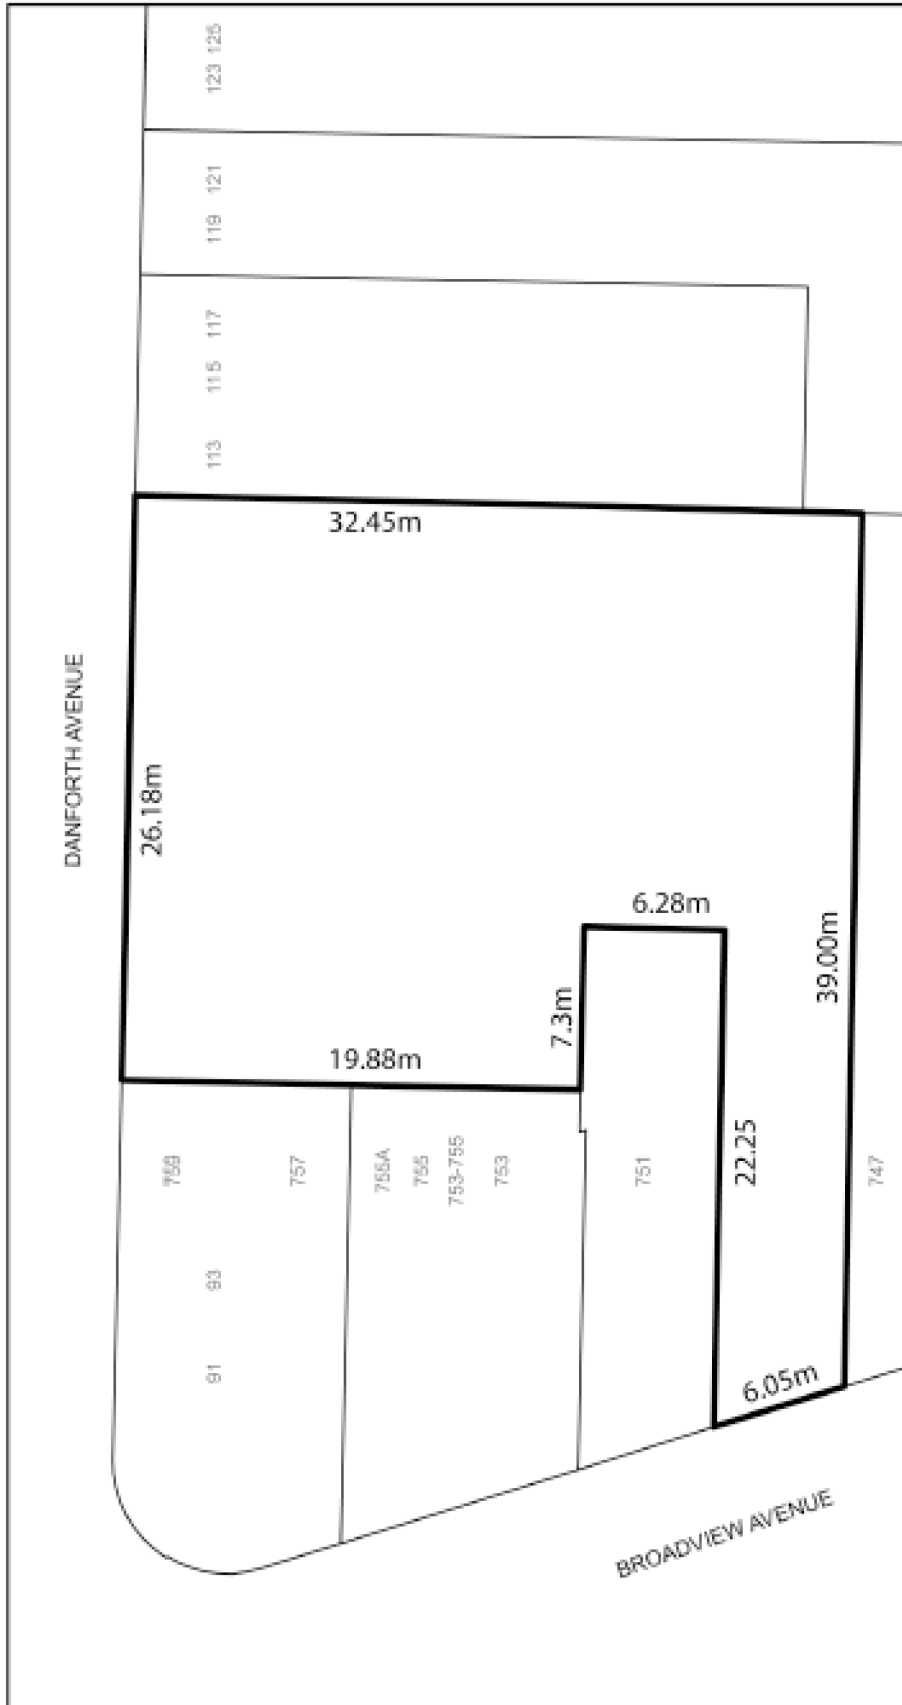 123 125
119 121
113 115 117
32.45m
DANFORTH AVENUE
26.18m
6.28m
39.00m
7.3m
19.88m
759
757
755A
755
753-755
753
751
22.25
747
93
91
6.05m
BROADVIEW AVENUE